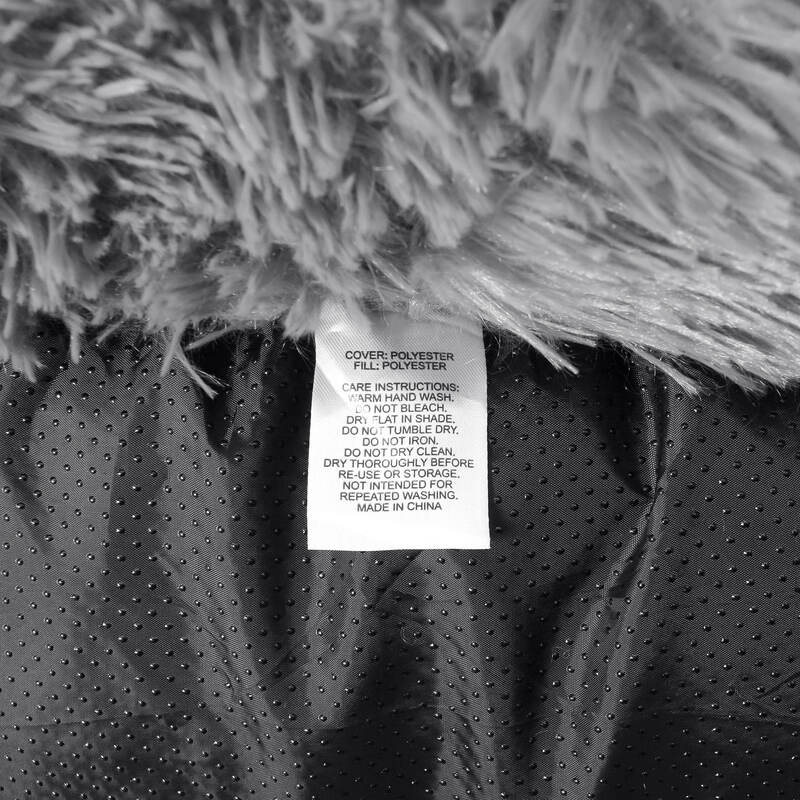 COVER: POLYESTER
FILL: POLYESTER
CARE INSTRUCTIONS:
WARM HAND WASH.
DO NOT BLEACH.
DRY FLAT IN SHADE.
DO NOT TUMBLE DRY.
DO NOT IRON.
DO NOT DRY CLEAN.
DRY THOROUGHLY BEFORE
RE-USE OR STORAGE.
NOT INTENDED FOR
REPEATED WASHING.
MADE IN CHINA